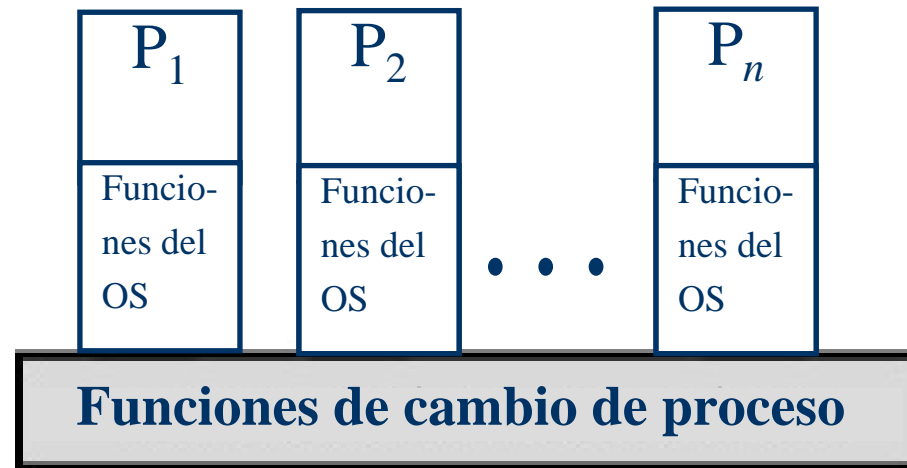 P1
Funcio-
nes del
OS
P2
Funcio-
nes del
OS
• • •
Pn
Funcio-
nes del
OS
Funciones de cambio de proceso